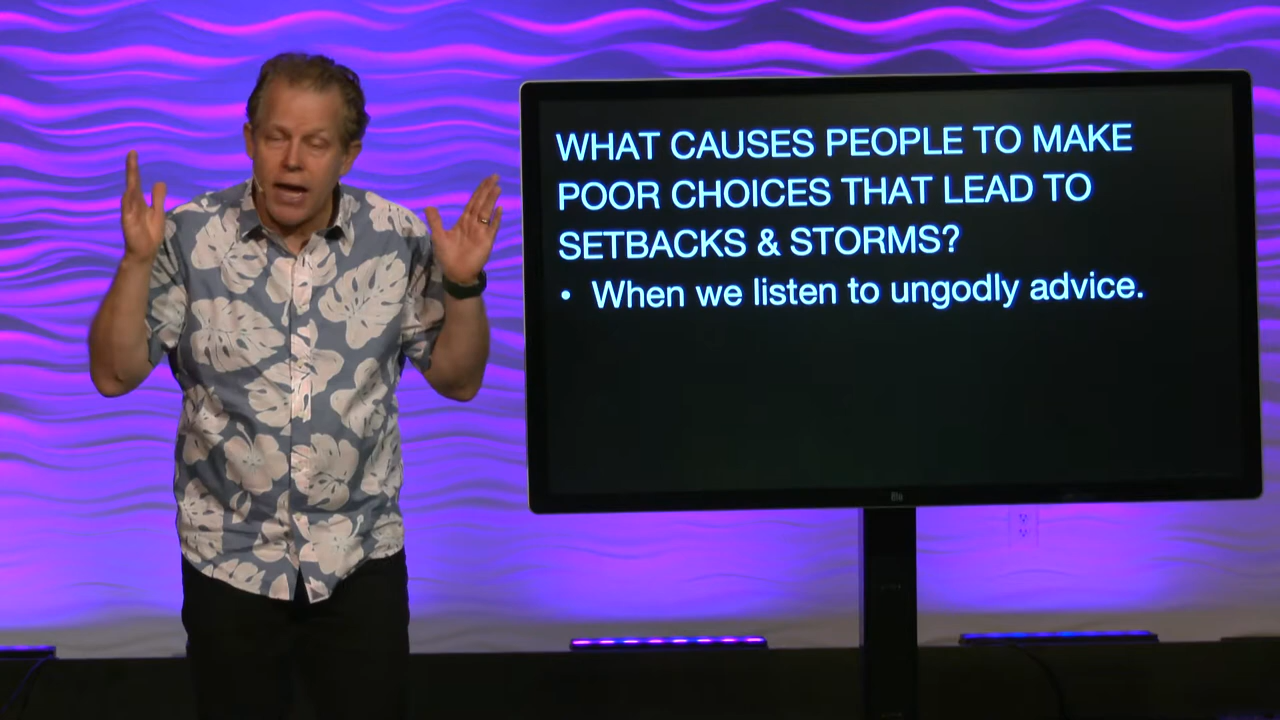 WHAT CAUSES PEOPLE TO MAKE
POOR CHOICES THAT LEAD TO
SETBACKS & STORMS?
• When we listen to ungodly advice.